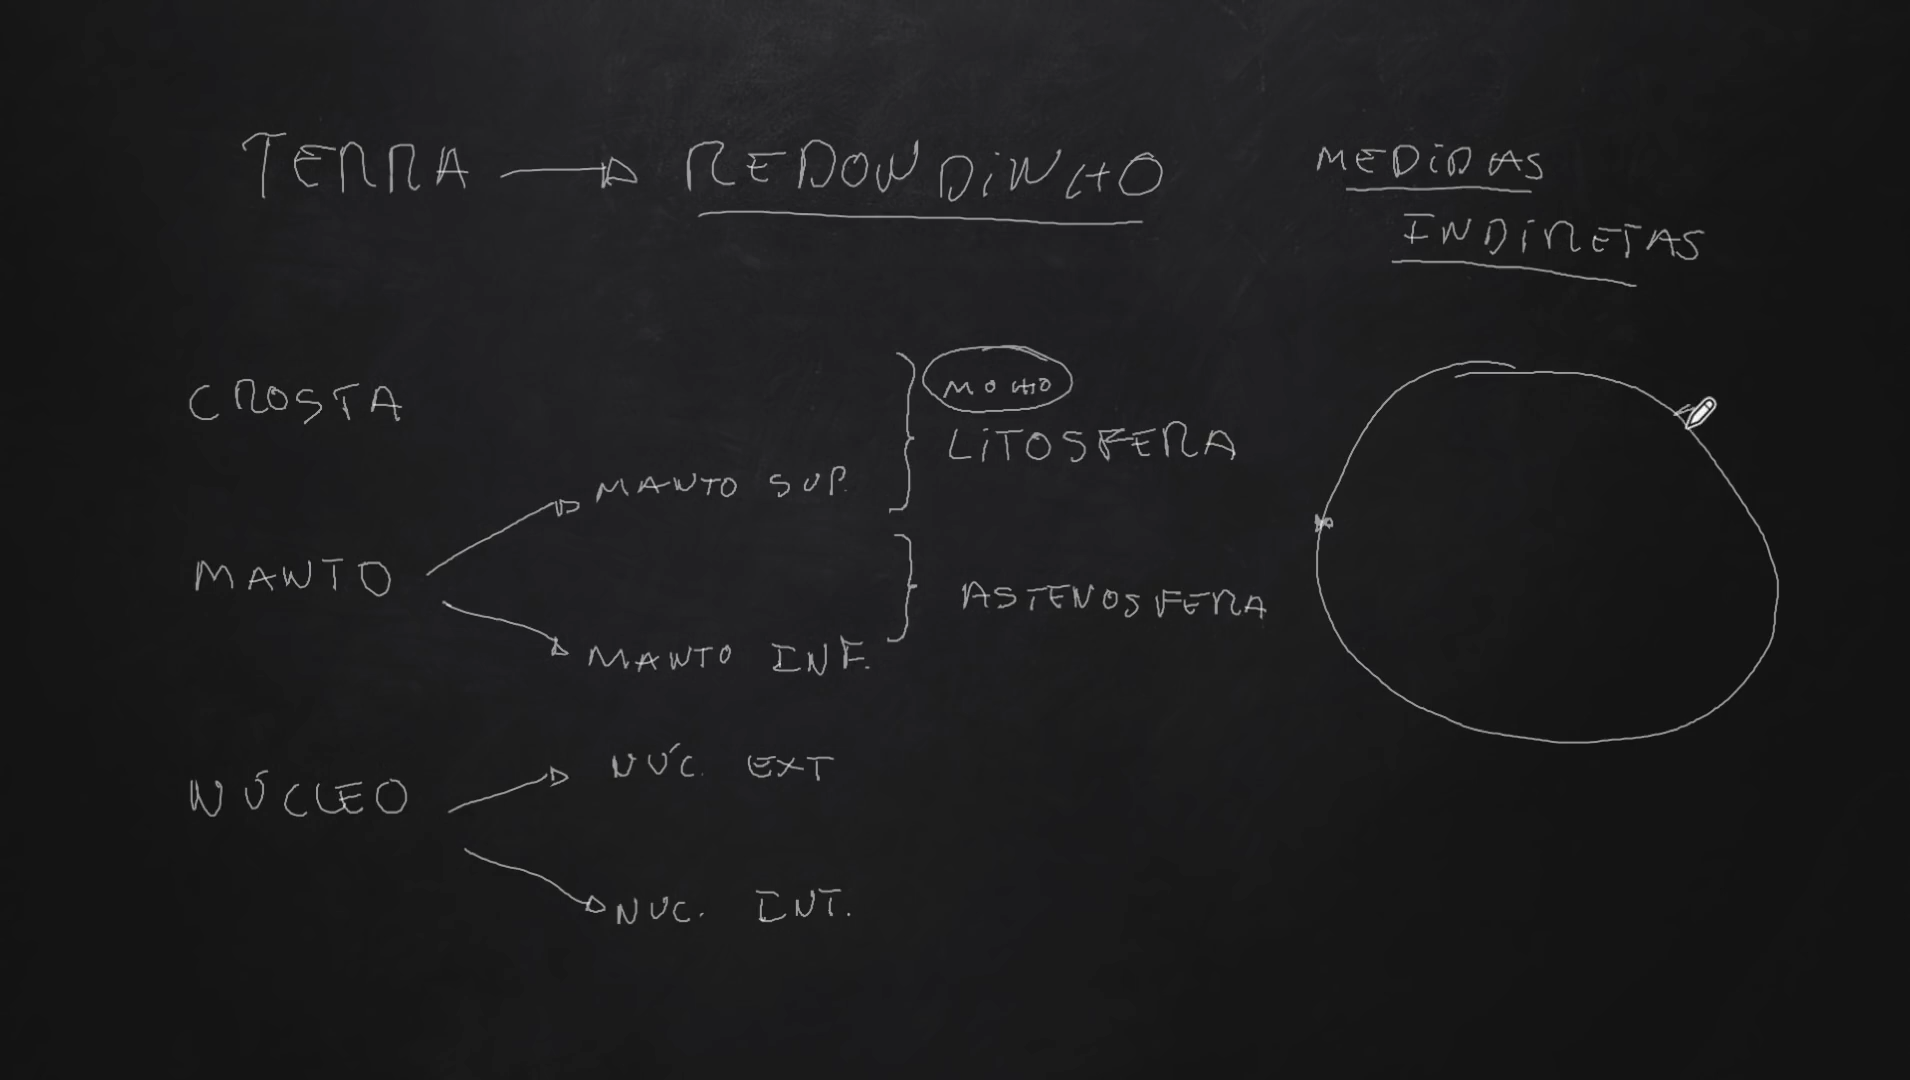 TERRA → REDONDINHO
MEDIDAS
INDIRETAS
CROSTA
MOHO
LITOSFERA
MANTO SUP.
MANTO
ASTENOSFERA
MANTO INF.
NÚCLEO
NÚC. EXT
NUC. INT.